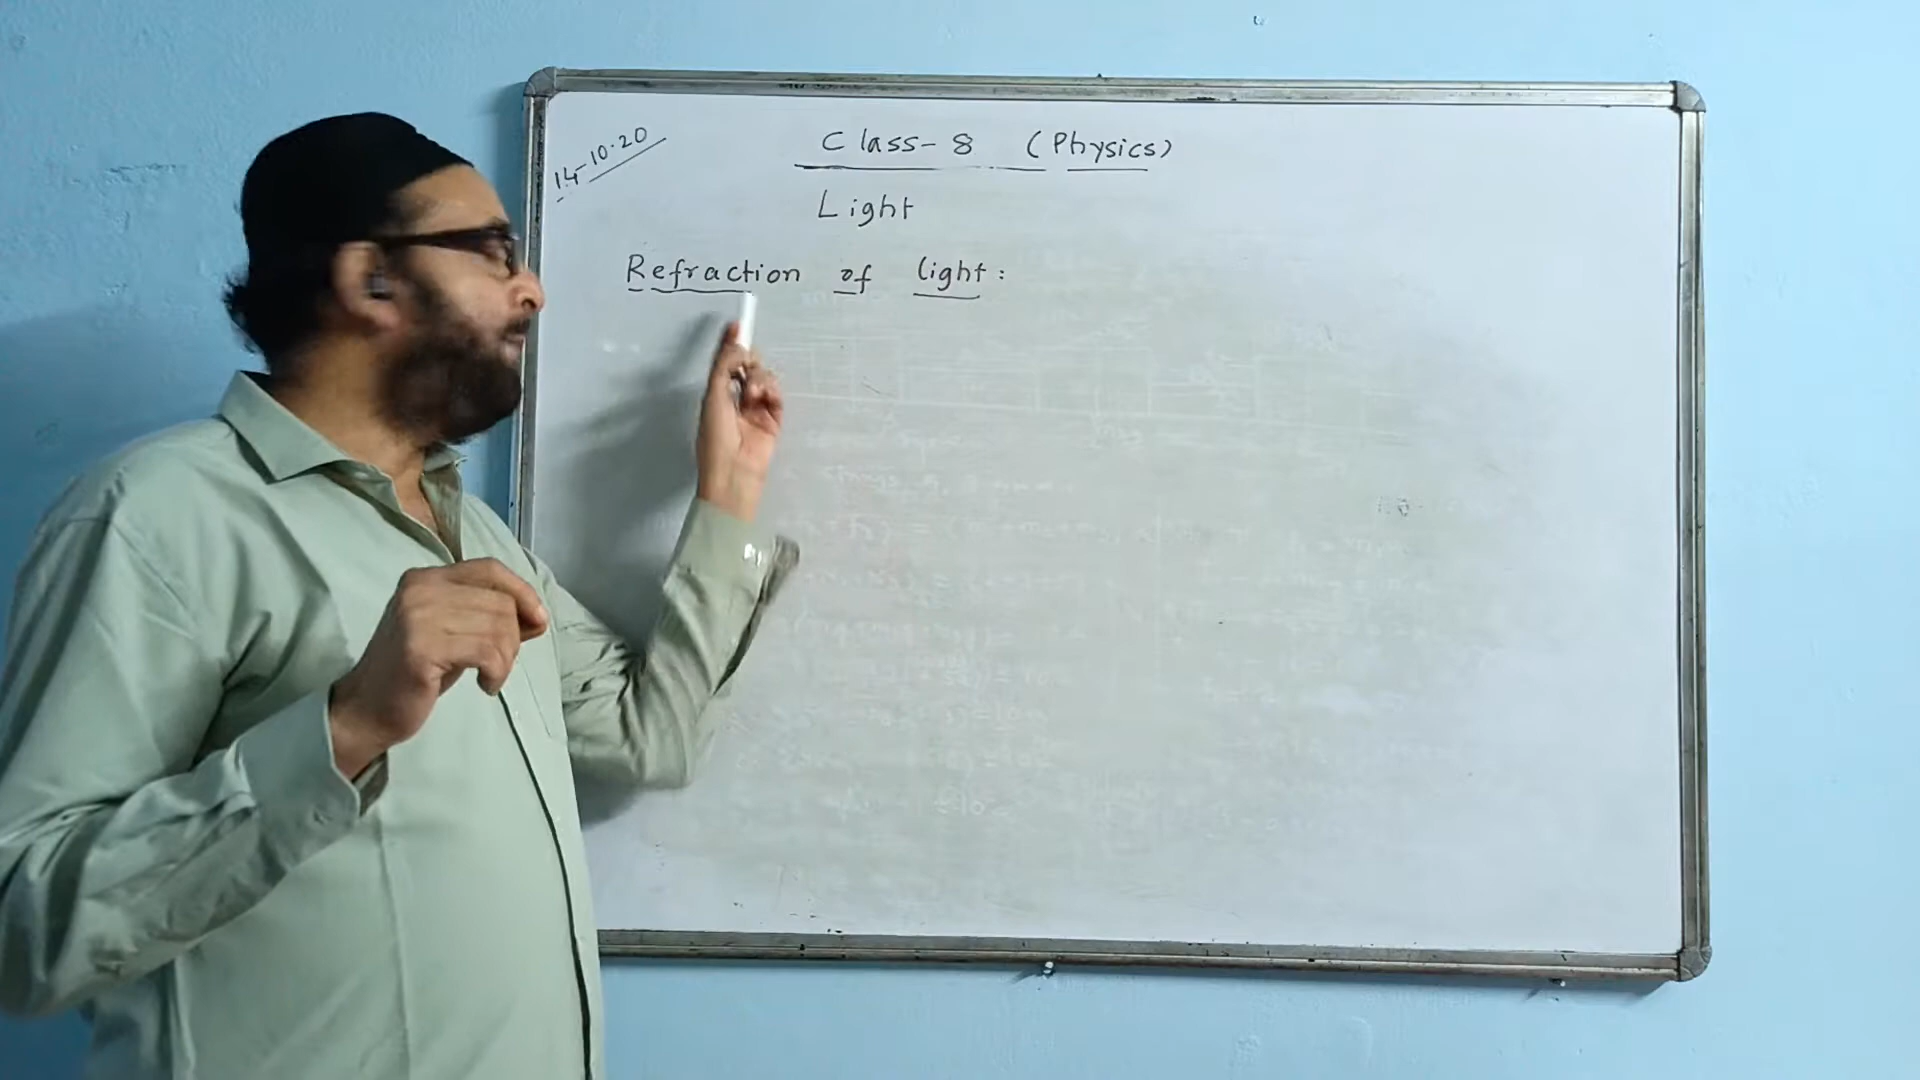 14-10.20
Class-8 (Physics)
Light
Refraction of light: